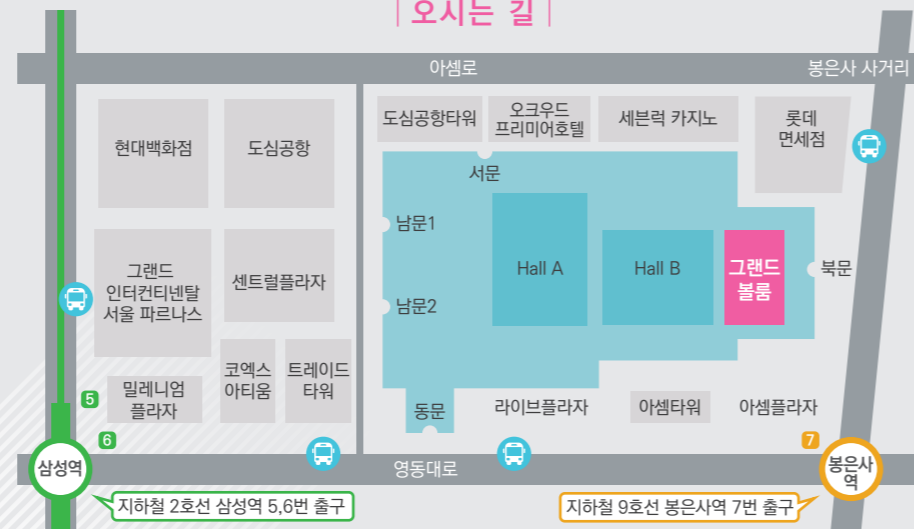 오시는 길
아셈로
봉은사 사거리
현대백화점
도심공항
도심공항타워
오크우드
프리미어호텔
세븐럭 카지노
롯데
면세점
서문
남문1
남문2
Hall A
Hall B
그랜드
볼룸
북문
그랜드
인터컨티넨탈
서울 파르나스
센트럴플라자
밀레니엄
플라자
코엑스
아티움
트레이드
타워
동문
라이브플라자
아셈타워
아셈플라자
5
6
7
삼성역
영동대로
봉은사
역
지하철 2호선 삼성역 5,6번 출구
지하철 9호선 봉은사역 7번 출구